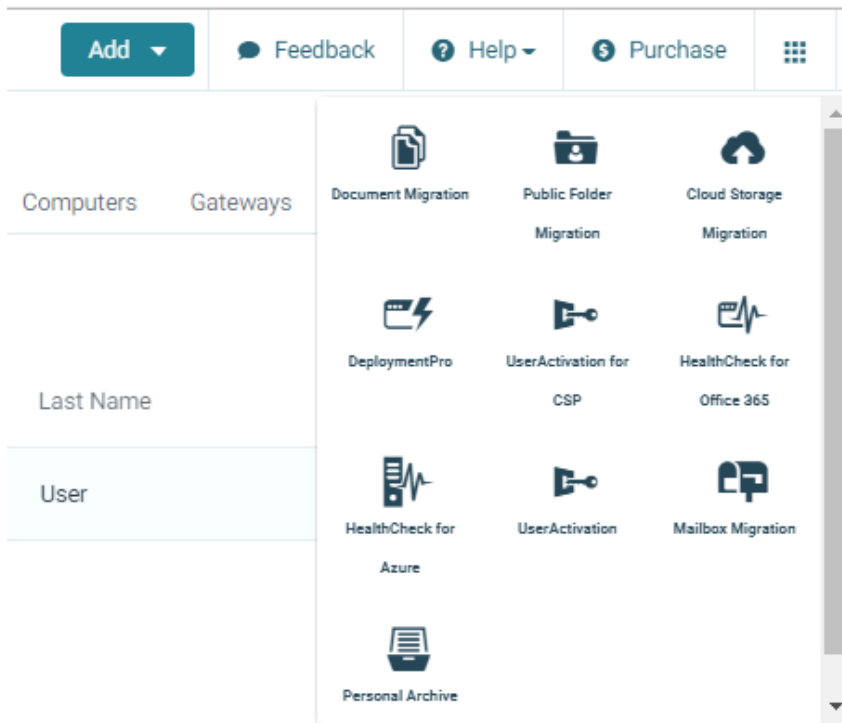 Add
Feedback
Help
Purchase
Computers
Gateways
Document Migration
Public Folder
Migration
Cloud Storage
Migration
DeploymentPro
UserActivation for
CSP
HealthCheck for
Office 365
Last Name
User
HealthCheck for
Azure
UserActivation
Mailbox Migration
Personal Archive